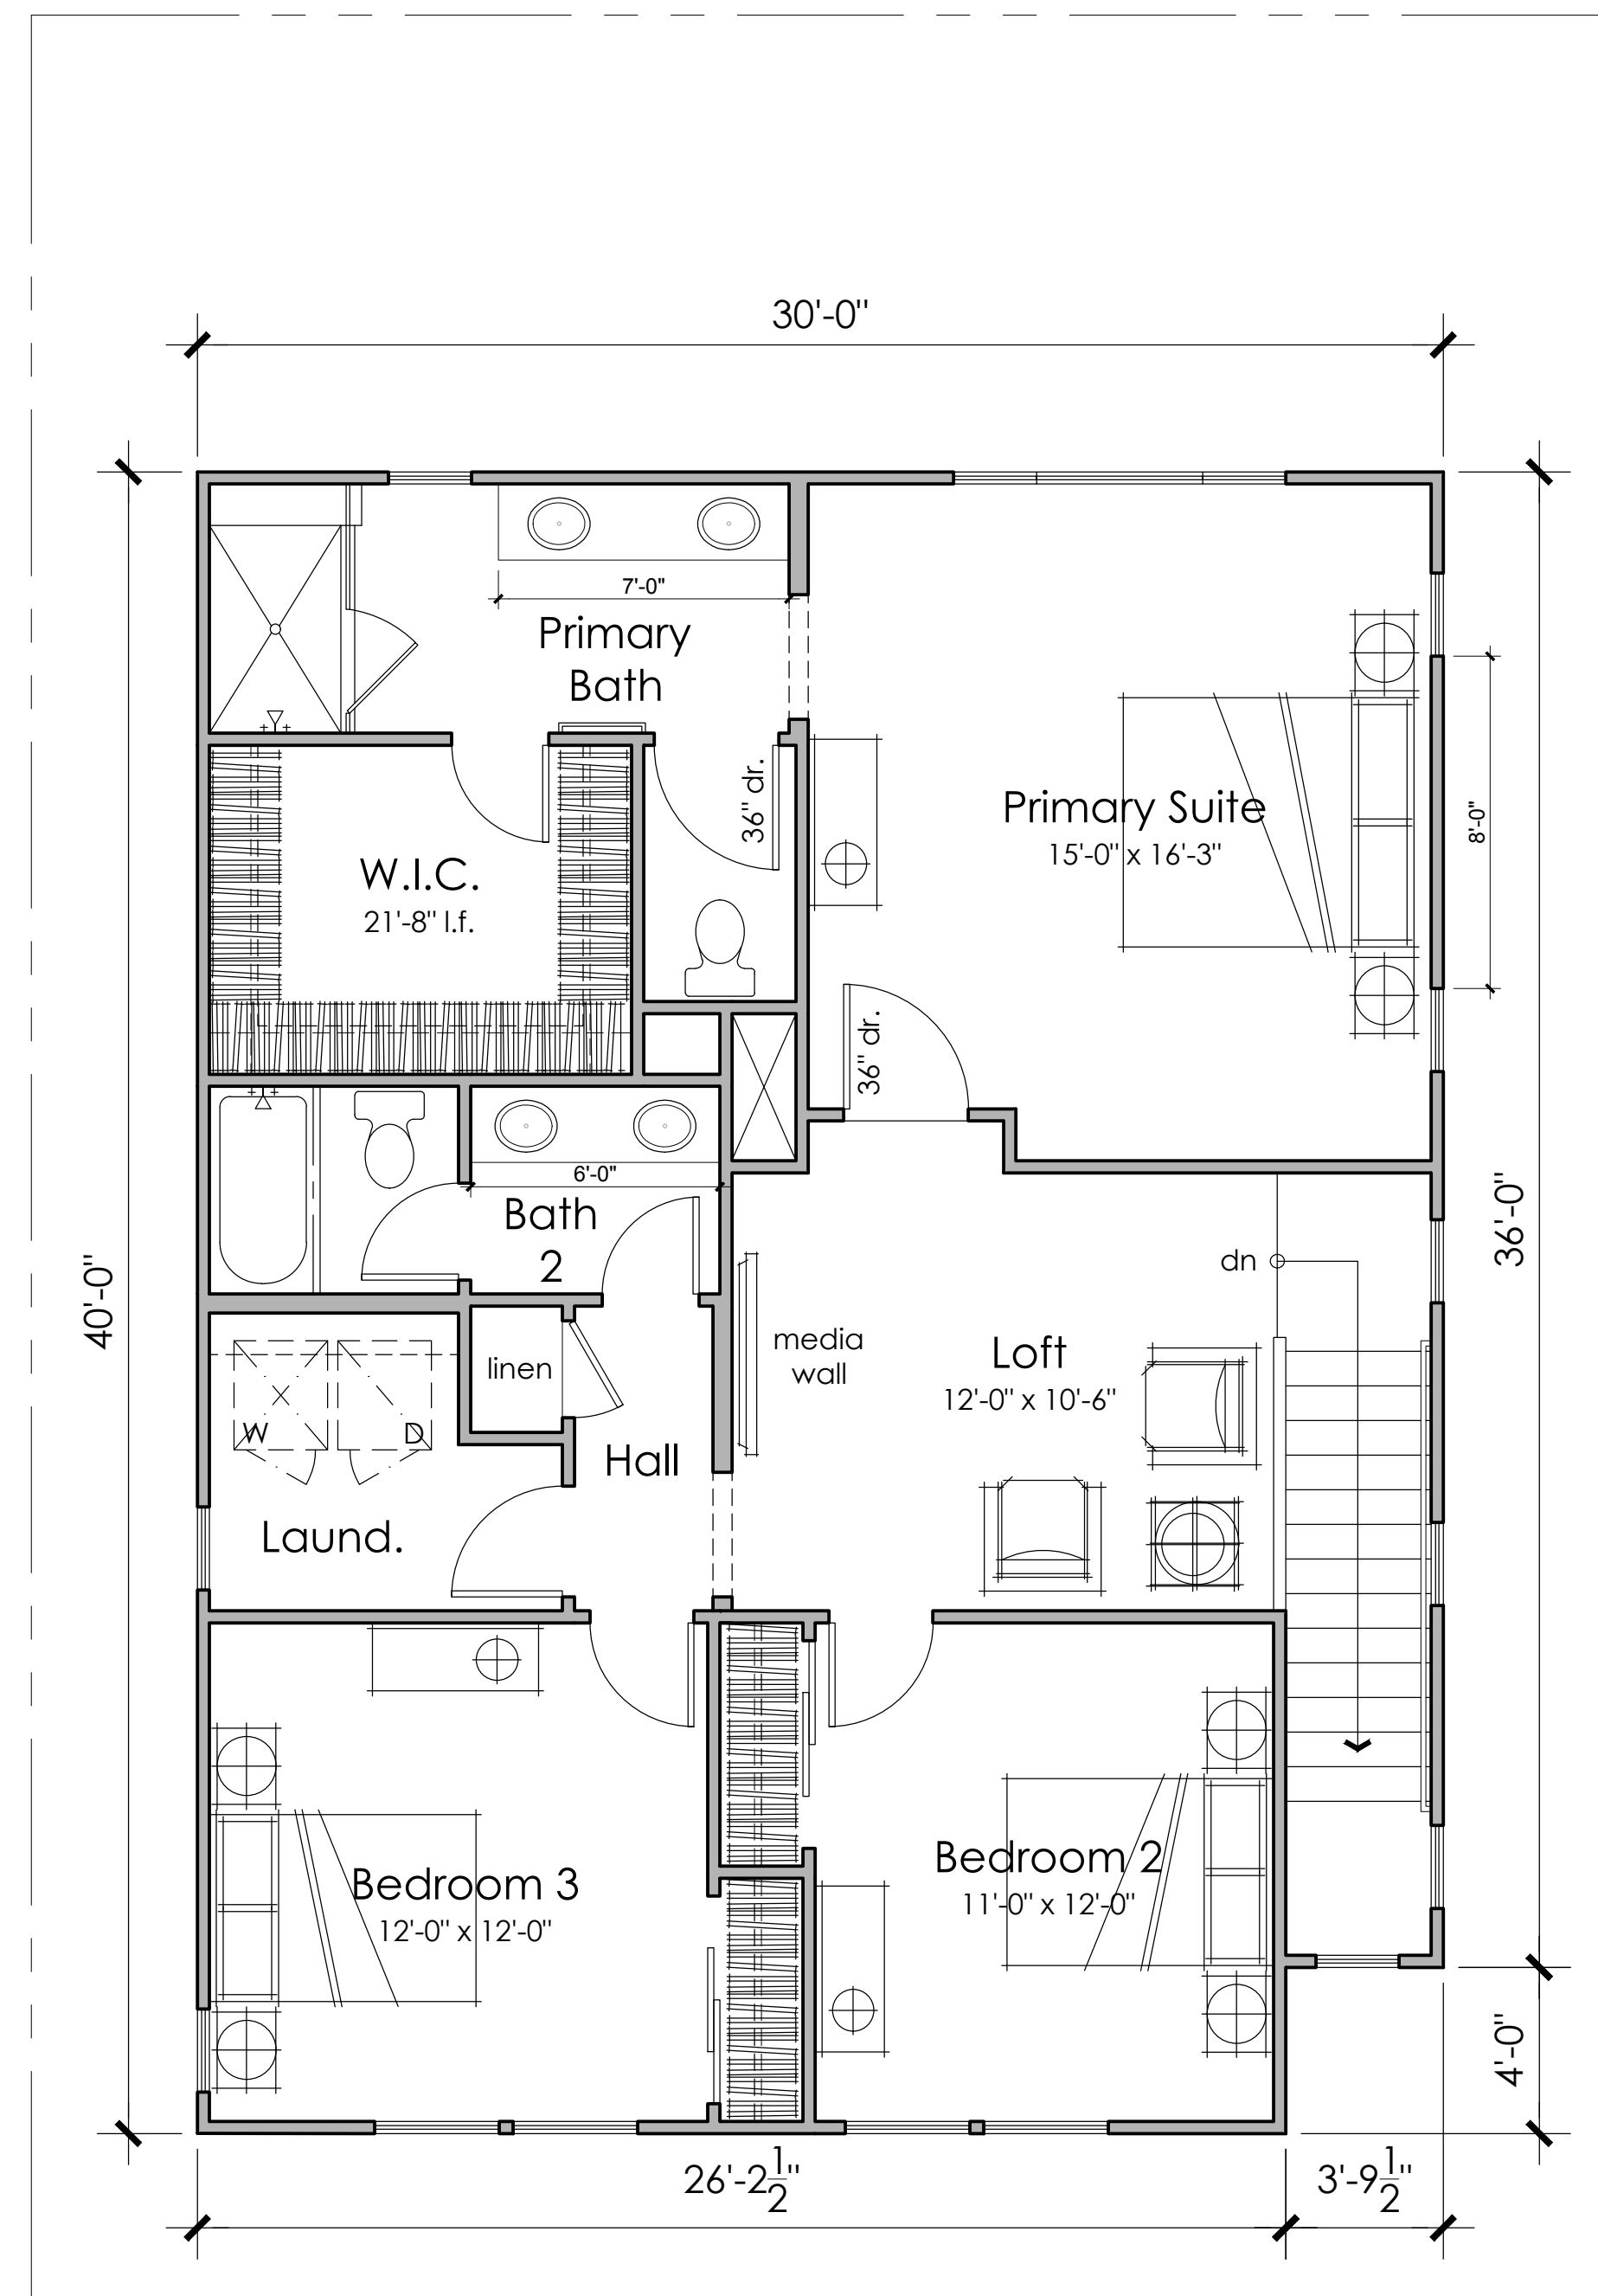 30'-0"
7'-0"
Primary
Bath
36" dr.
8'-0"
Primary Suite
15'-0" x 16'-3"
W.I.C.
21'-8" l.f.
36" dr.
6'-0"
Bath
2
36'-0"
40'-0"
dn
media
wall
Loft
12'-0" x 10'-6"
linen
W
D
Hall
Laund.
Bedroom 2
11'-0" x 12'-0"
Bedroom 3
12'-0" x 12'-0"
4'-0"
26'-2 1/2"
3'-9 1/2"